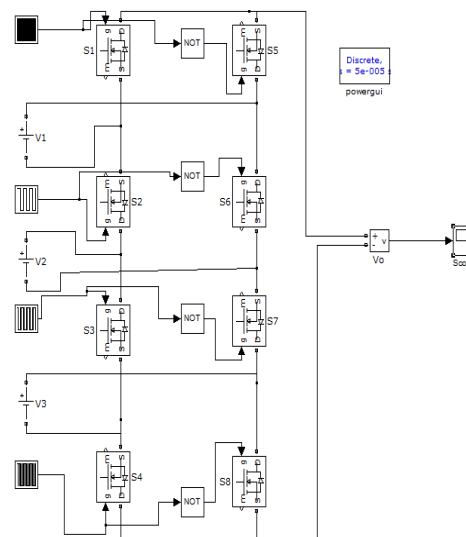 S1
NOT
S5
Discrete,
s = 5e-005 s
powergui
V1
+
NOT
S2
S6
+
V2
+
-
v
Vo
Sco
S3
NOT
S7
+
V3
S4
NOT
S8